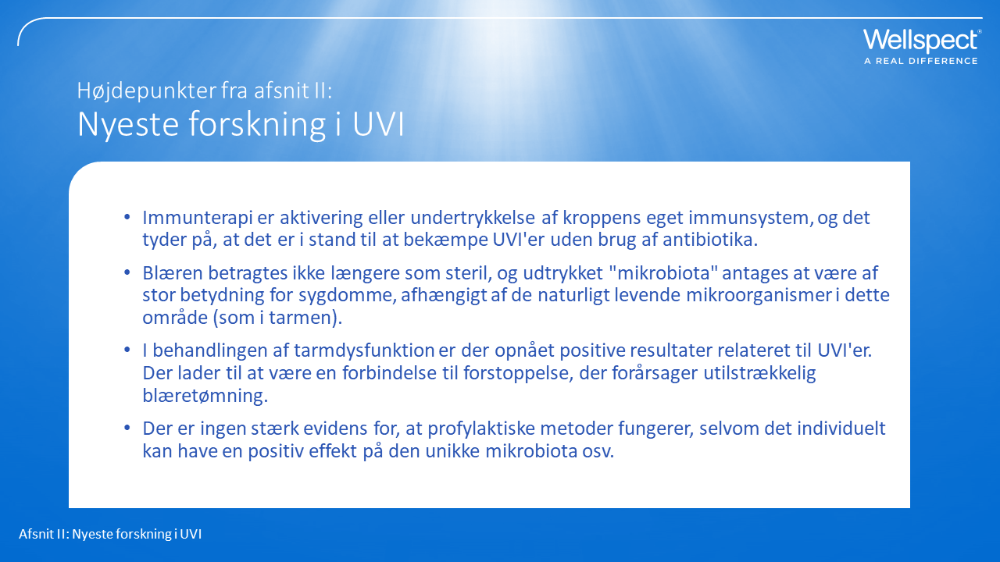 Wellspect®
A REAL DIFFERENCE
Højdepunkter fra afsnit II:
Nyeste forskning i UVI
• Immunterapi er aktivering eller undertrykkelse af kroppens eget immunsystem, og det
tyder på, at det er i stand til at bekæmpe UVI'er uden brug af antibiotika.
• Blæren betragtes ikke længere som steril, og udtrykket "mikrobiota" antages at være af
stor betydning for sygdomme, afhængigt af de naturligt levende mikroorganismer i dette
område (som i tarmen).
• I behandlingen af tarmdysfunktion er der opnået positive resultater relateret til UVI'er.
Der lader til at være en forbindelse til forstoppelse, der forårsager utilstrækkelig
blæretømning.
• Der er ingen stærk evidens for, at profylaktiske metoder fungerer, selvom det individuelt
kan have en positiv effekt på den unikke mikrobiota osv.
Afsnit II: Nyeste forskning i UVI